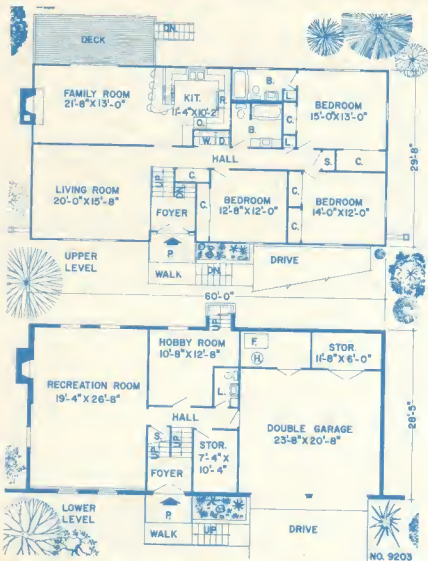 DECK
DN.
FAMILY ROOM
21'-8"X13'-0"
KIT.
11'-4"X10'-2"
R.
O.
W.
D.
B.
B.
L.
C.
L.
BEDROOM
15'-0"X13'-0"
HALL
S.
C.
LIVING ROOM
20'-0"X15'-8"
UP
DN.
C.
C.
FOYER
BEDROOM
12'-8"X12'-0"
C.
C.
BEDROOM
14'-0"X12'-0"
29'-8"
UPPER
LEVEL
P.
WALK
DN.
DRIVE
60'-0"
UP
HOBBY ROOM
10'-8"X12'-8"
F.
H.
STOR.
11'-8"X6'-0"
RECREATION ROOM
19'-4"X26'-8"
L.
HALL
S.
UP
UP
STOR.
7'-4"X
10'-4"
DOUBLE GARAGE
23'-8"X20'-8"
28'-5"
FOYER
LOWER
LEVEL
P.
WALK
UP
DRIVE
NO. 9203